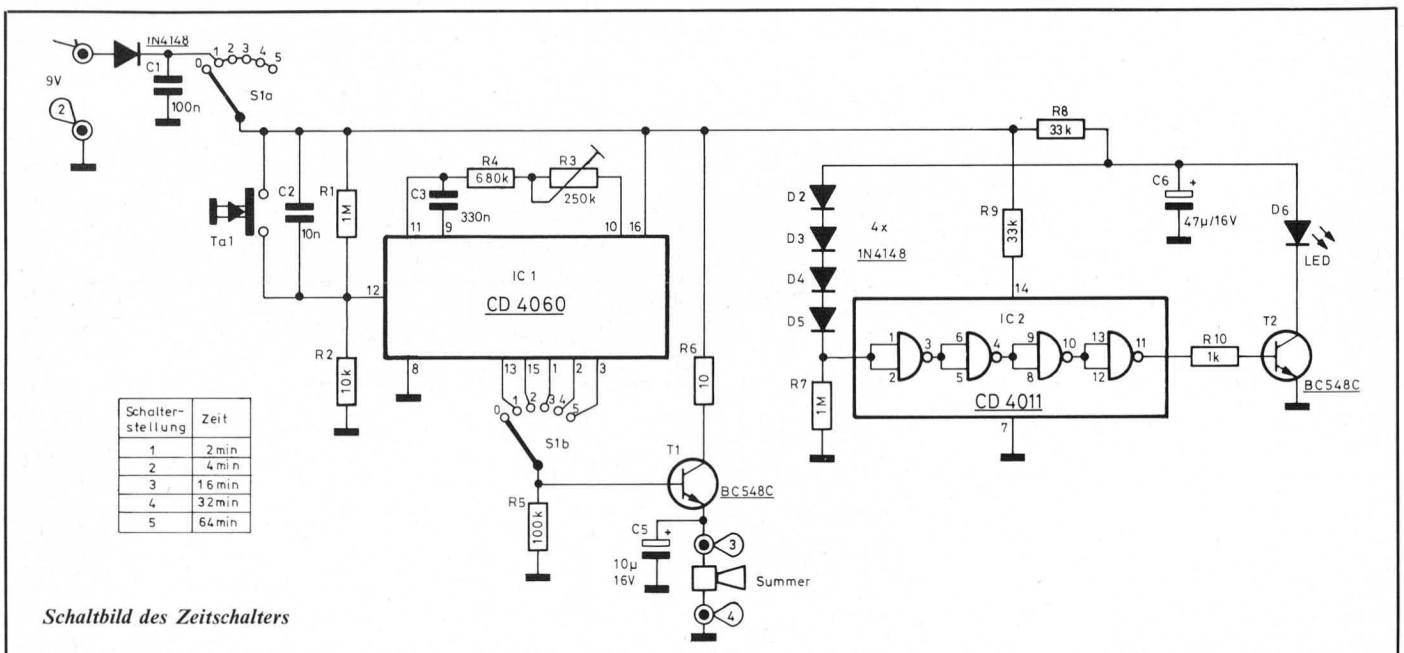 1N4148
9V
2
C1
100n
0 1 2 3 4 5
S1a
Ta1
C2
10n
R1
1M
R2
10k
R4
680k
R3
250k
C3
330n
11 9 10 16
12
IC 1
CD 4060
8 13 15 1 2 3
0 1 2 3 4 5
S1b
R5
100k
R6
10
T1
BC548C
C5
+
10µ
16V
3
Summer
4
R8
33k
R9
33k
D2
D3
D4
D5
4x
1N4148
R7
1M
C6
+
47µ/16V
D6
LED
14
IC 2
1 2 3 6 5 4 9 8 10 13 12 11
CD 4011
7
R10
1k
T2
BC548C
Schalter-
stellung Zeit
1 2min
2 4min
3 16min
4 32min
5 64min
Schaltbild des Zeitschalters